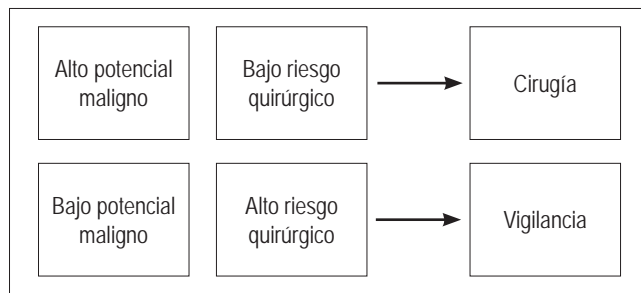 Alto potencial
maligno
Bajo riesgo
quirúrgico
Cirugía
Bajo potencial
maligno
Alto riesgo
quirúrgico
Vigilancia